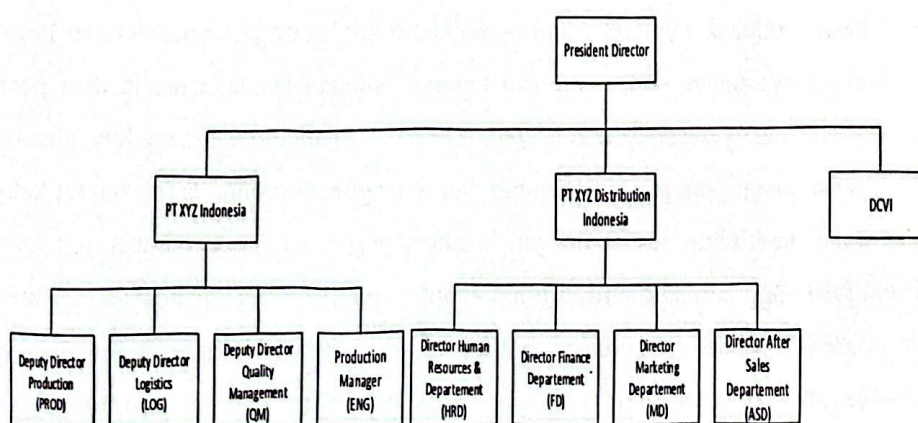 President Director
PT XYZ Indonesia
PT XYZ Distribution
Indonesia
DCVI
Deputy Director
Production
(PROD)
Deputy Director
Logistics
(LOG)
Deputy Director
Quality
Management
(QM)
Production
Manager
(ENG)
Director Human
Resources &
Departement
(HRD)
Director Finance
Departement
(FD)
Director
Marketing
Departement
(MD)
Director After
Sales
Departement
(ASD)